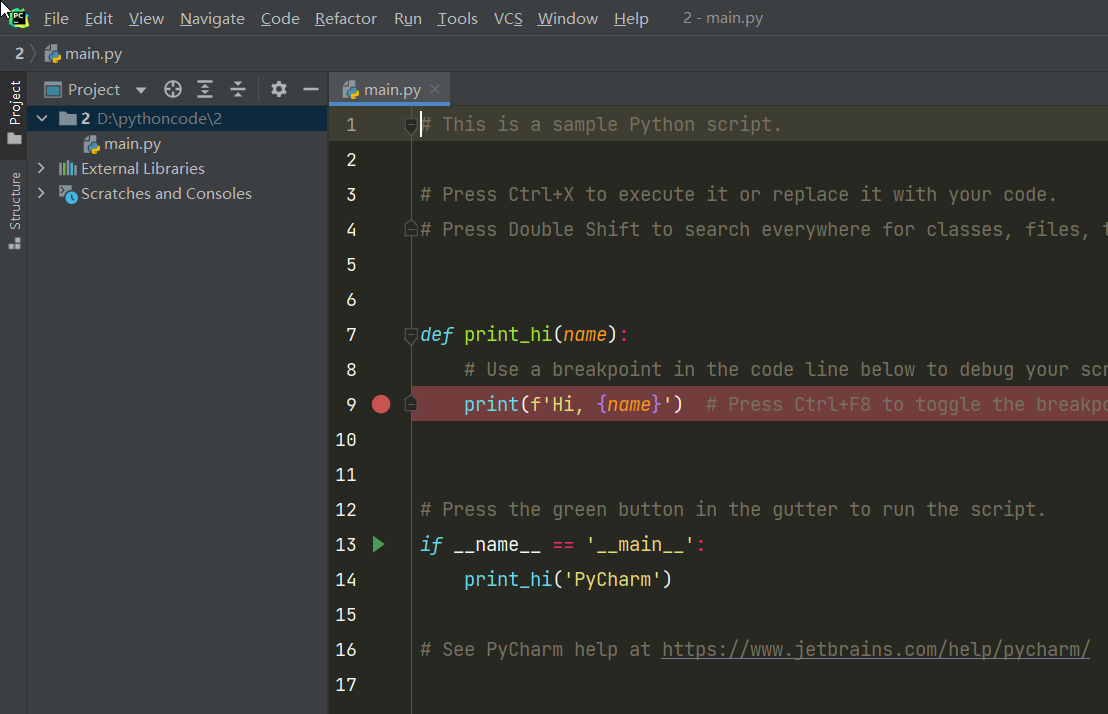 PC File Edit View Navigate Code Refactor Run Tools VCS Window Help 2 - main.py
2 main.py
Project
Structure
Project
2 D:\pythoncode\2
main.py
External Libraries
Scratches and Consoles
main.py
1 # This is a sample Python script.
2
3 # Press Ctrl+X to execute it or replace it with your code.
4 # Press Double Shift to search everywhere for classes, files,
5
6
7 def print_hi(name):
8 # Use a breakpoint in the code line below to debug your scr
9 print(f'Hi, {name}') # Press Ctrl+F8 to toggle the breakpo
10
11
12 # Press the green button in the gutter to run the script.
13 if __name__ == '__main__':
14 print_hi('PyCharm')
15
16 # See PyCharm help at https://www.jetbrains.com/help/pycharm/
17